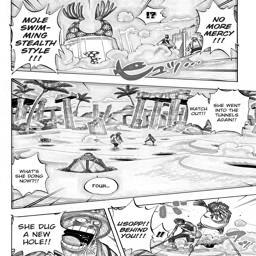 NO
MORE
MERCY
!!
!?
MOLE
SWIM-
MING
STEALTH
STYLE
!!!
SHE WENT
INTO THE
TUNNELS
AGAIN!!
WATCH
OUT!!
WHAT'S
SHE DOING
NOW?!!
SHE DUG
A NEW
HOLE!!
USOPP!!
BEHIND
YOU!!!